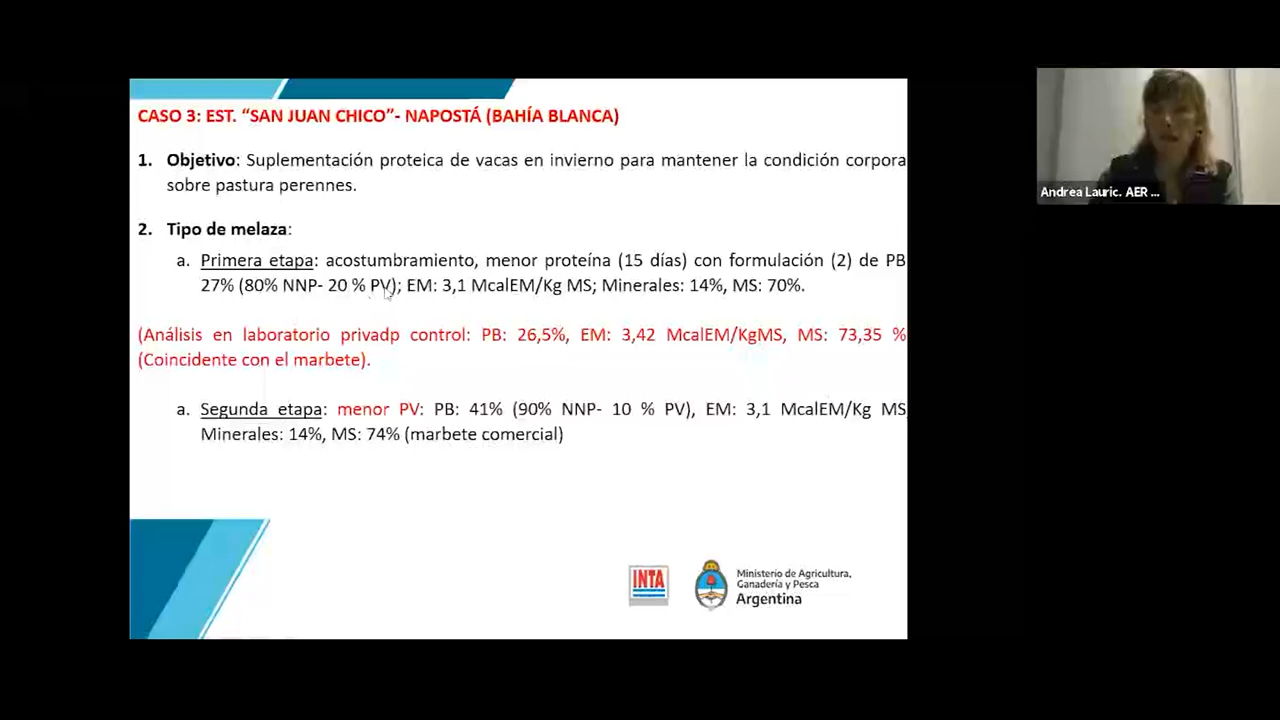 CASO 3: EST. “SAN JUAN CHICO”- NAPOSTÁ (BAHÍA BLANCA)
1. Objetivo: Suplementación proteica de vacas en invierno para mantener la condición corpora
sobre pastura perennes.
2. Tipo de melaza:
a. Primera etapa: acostumbramiento, menor proteína (15 días) con formulación (2) de PB
27% (80% NNP- 20 % PV); EM: 3,1 McalEM/Kg MS; Minerales: 14%, MS: 70%.
(Análisis en laboratorio privadp control: PB: 26,5%, EM: 3,42 McalEM/KgMS, MS: 73,35 %
(Coincidente con el marbete).
a. Segunda etapa: menor PV: PB: 41% (90% NNP- 10 % PV), EM: 3,1 McalEM/Kg MS
Minerales: 14%, MS: 74% (marbete comercial)
INTA
Ministerio de Agricultura,
Ganadería y Pesca
Argentina
Andrea Lauric. AER ...